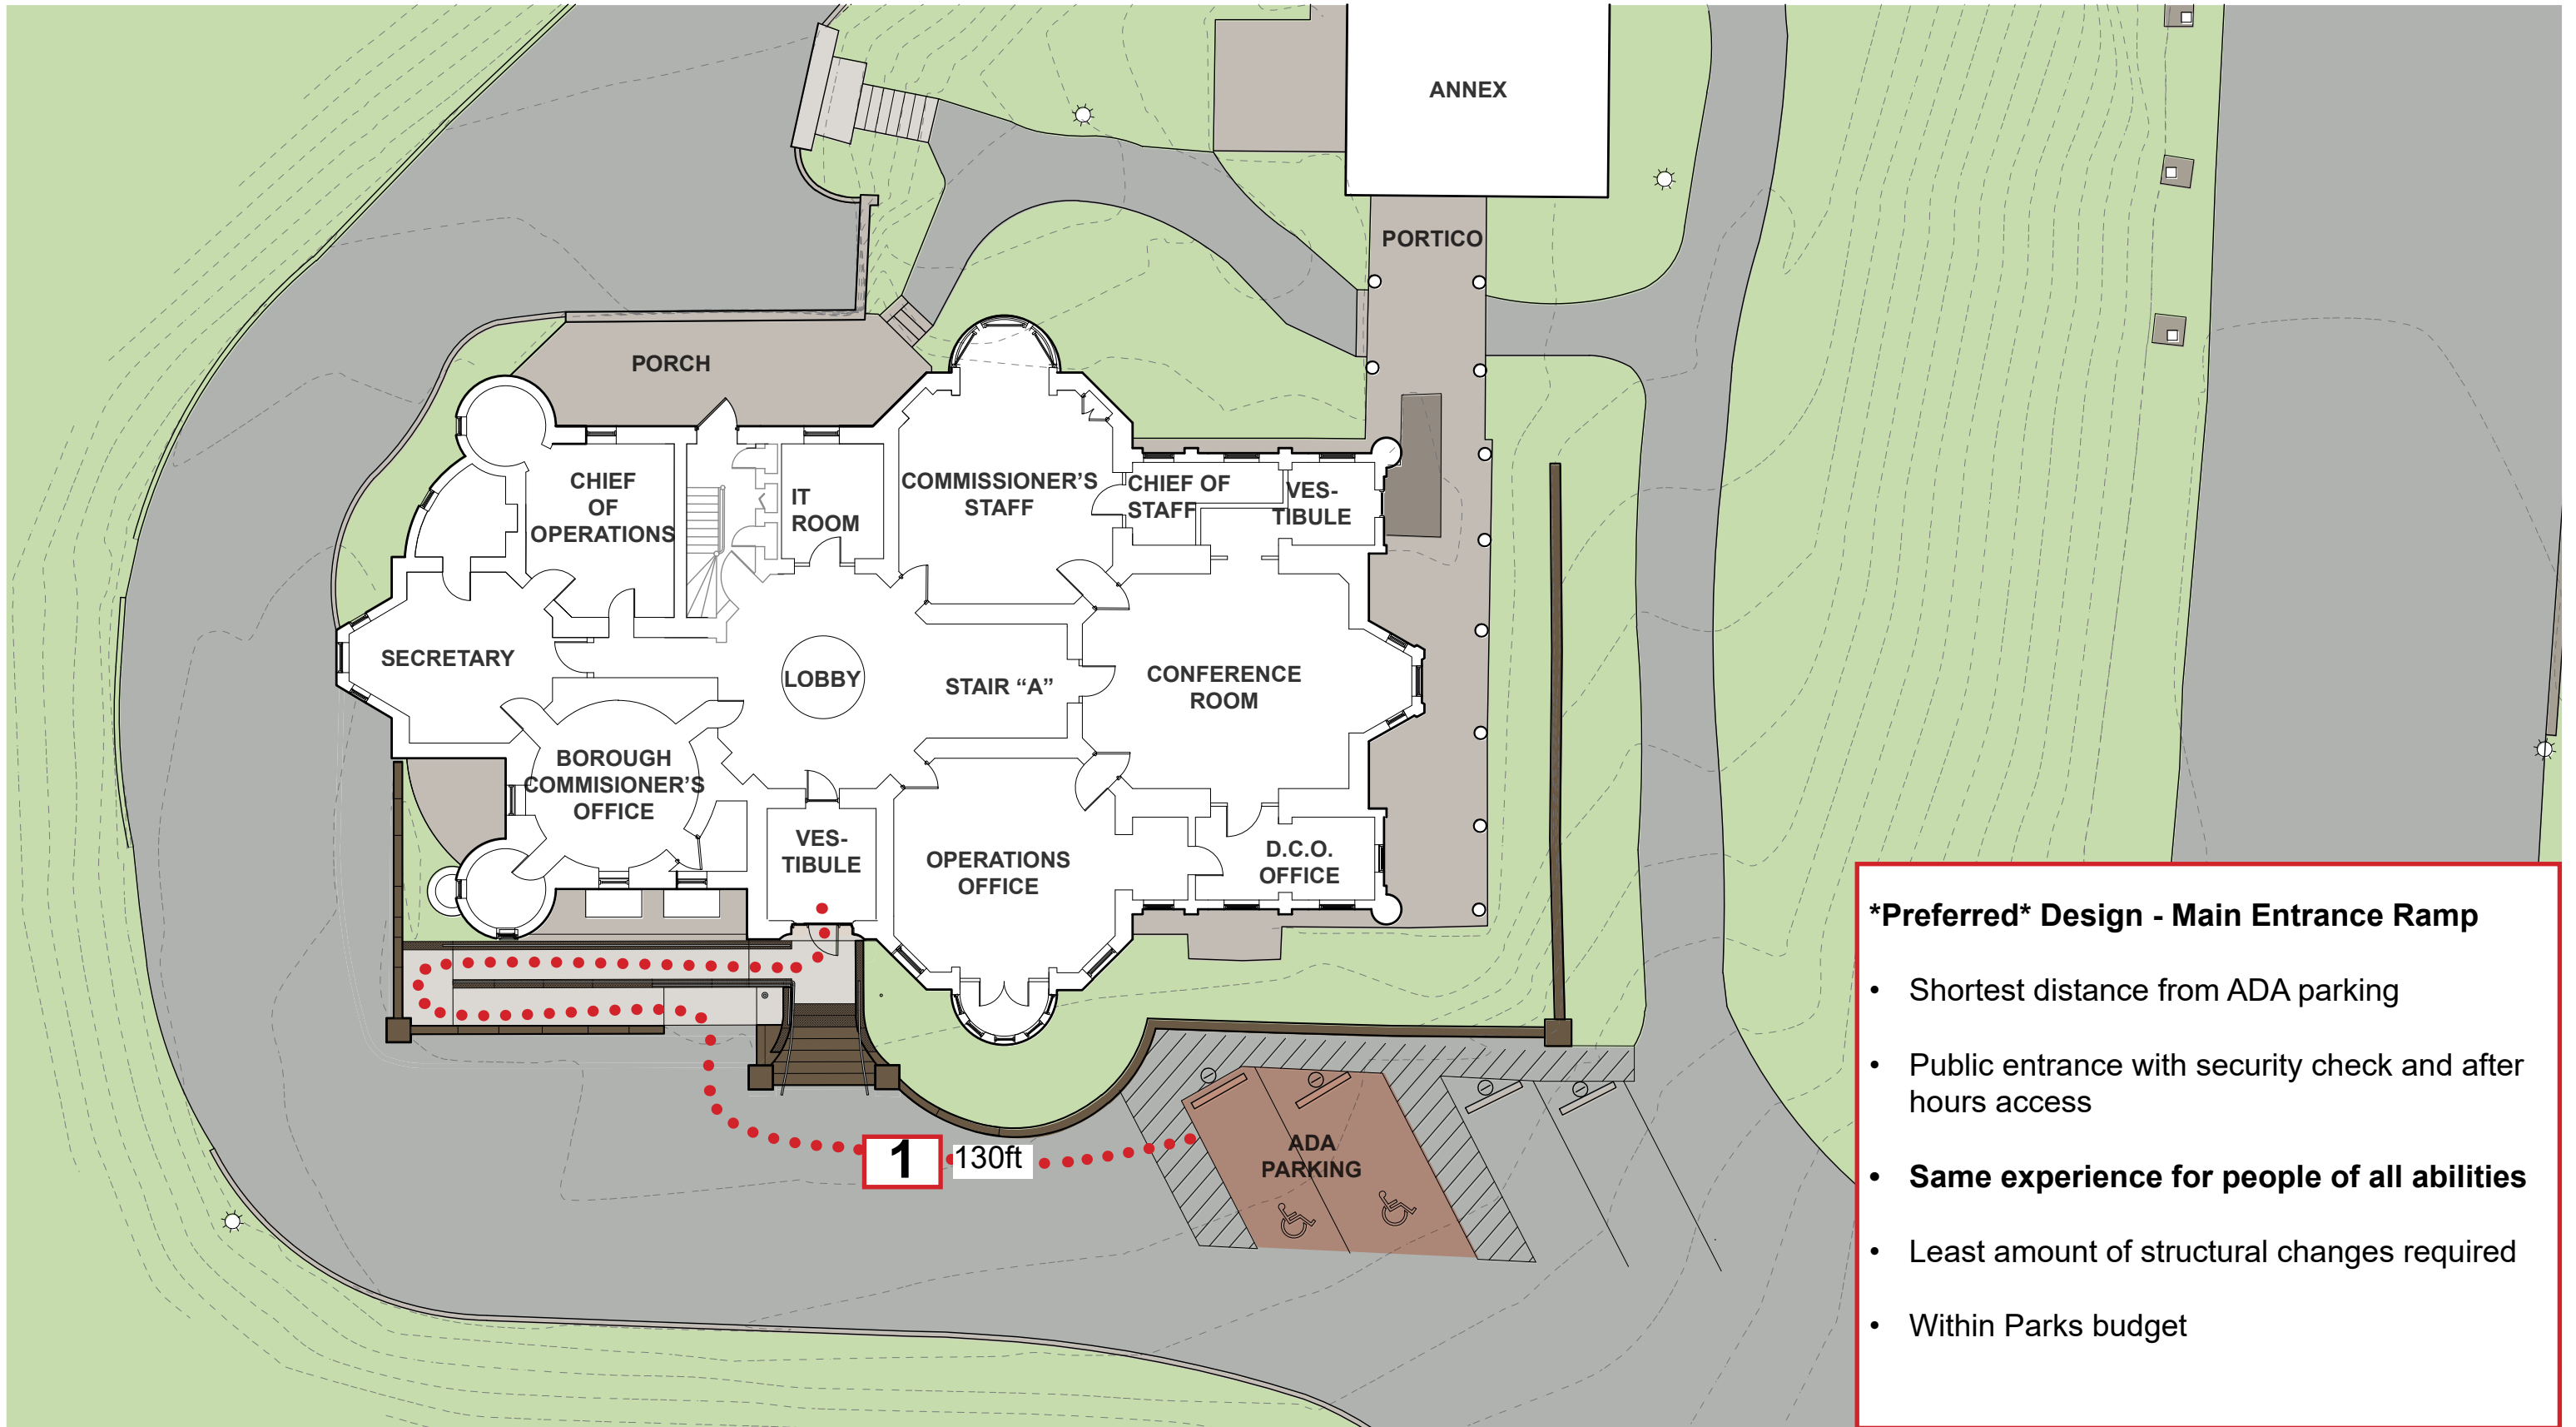 ANNEX
PORTICO
PORCH
CHIEF
OF
OPERATIONS
IT
ROOM
COMMISSIONER'S
STAFF
CHIEF OF
STAFF
VES-
TIBULE
SECRETARY
LOBBY
STAIR “A”
CONFERENCE
ROOM
BOROUGH
COMMISIONER'S
OFFICE
VES-
TIBULE
OPERATIONS
OFFICE
D.C.O.
OFFICE
1
130ft
ADA
PARKING
*Preferred* Design - Main Entrance Ramp
• Shortest distance from ADA parking
• Public entrance with security check and after
hours access
• Same experience for people of all abilities
• Least amount of structural changes required
• Within Parks budget